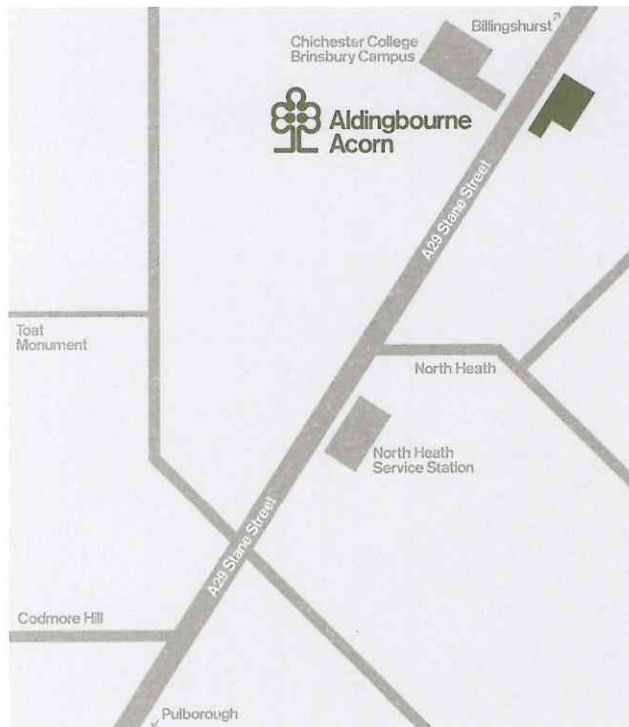 Billingshurst
Chichester College
Brinsbury Campus
Aldingbourne
Acorn
A29 Stane Street
Toat
Monument
North Heath
North Heath
Service Station
A29 Stane Street
Codmore Hill
Pulborough